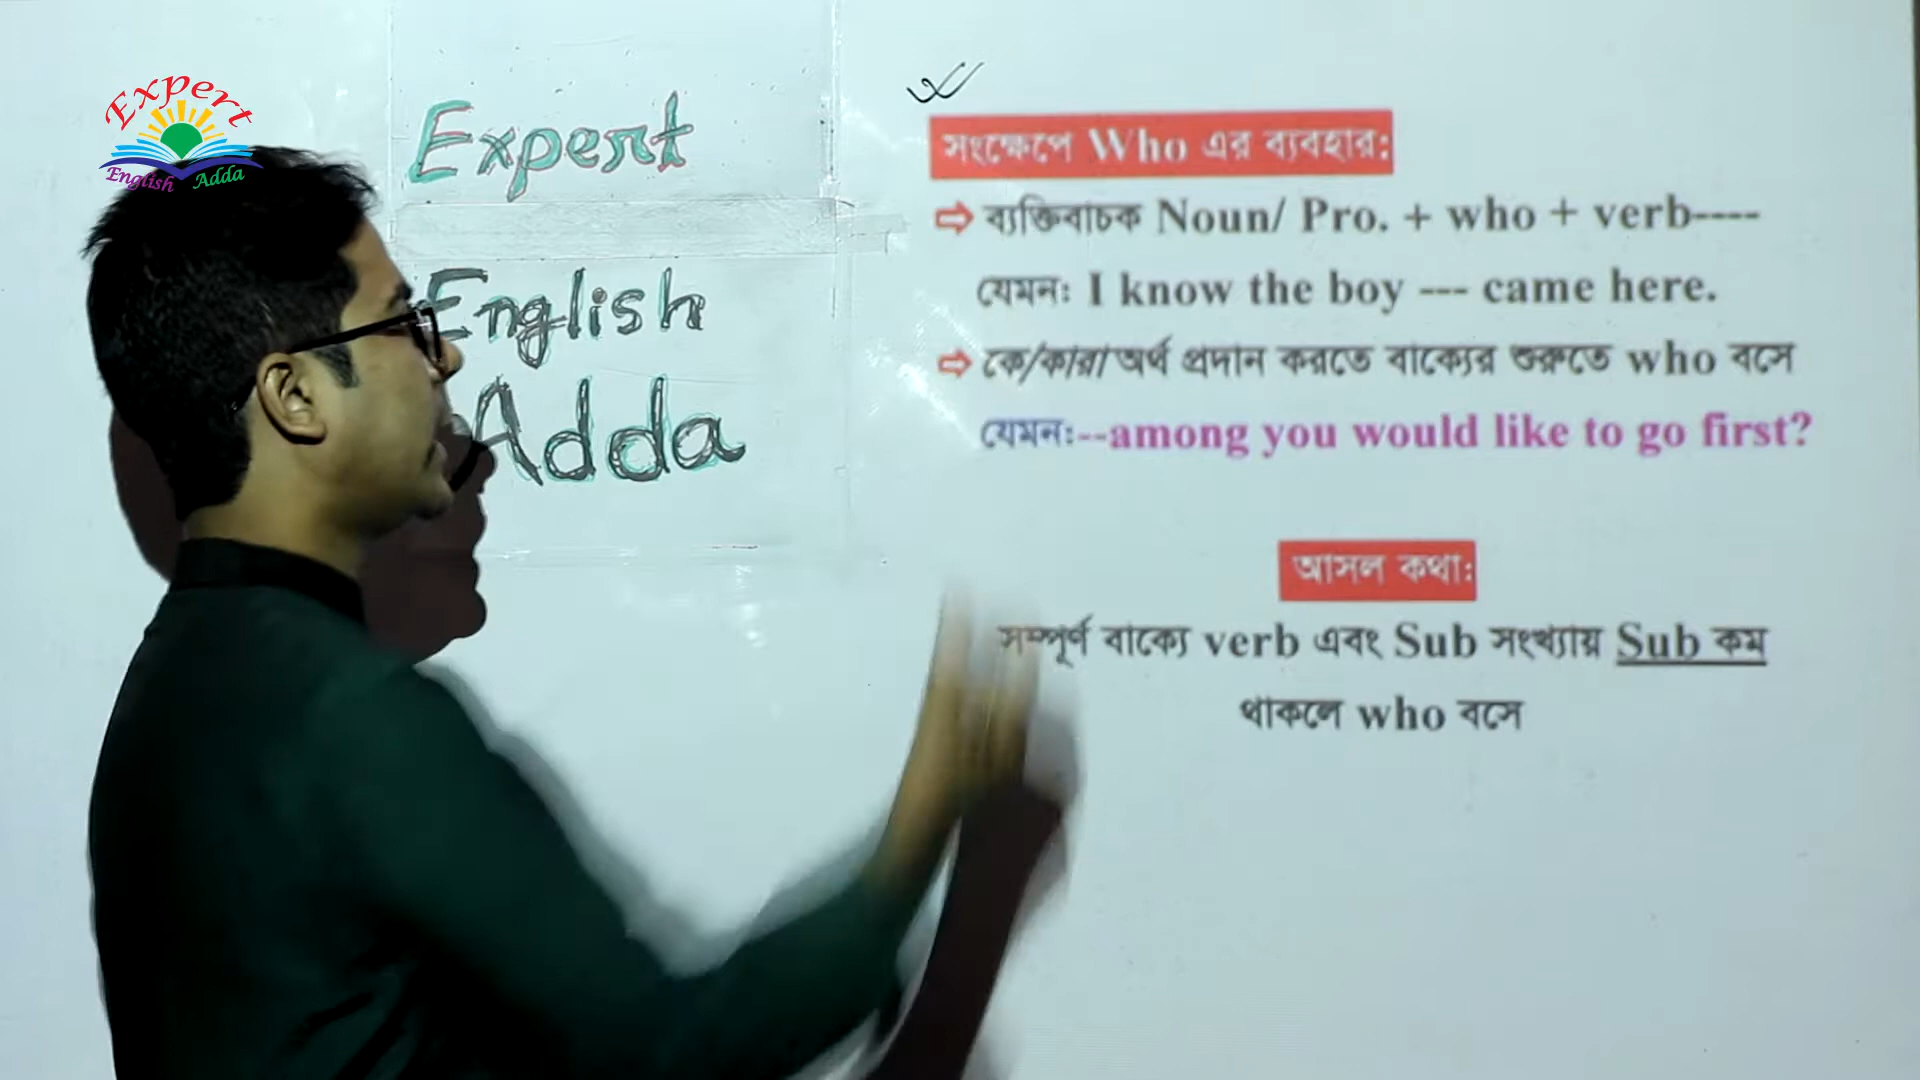 Expert
English Adda
Expert
English
Adda
সংক্ষেপে Who এর ব্যবহার:
⇨ ব্যক্তিবাচক Noun/ Pro. + who + verb----
যেমনঃ I know the boy --- came here.
⇨ কে/কারা অর্থ প্রদান করতে বাক্যের শুরুতে who বসে
যেমনঃ--among you would like to go first?
আসল কথা:
সম্পূর্ণ বাক্যে verb এবং Sub সংখ্যায় Sub কম
থাকলে who বসে